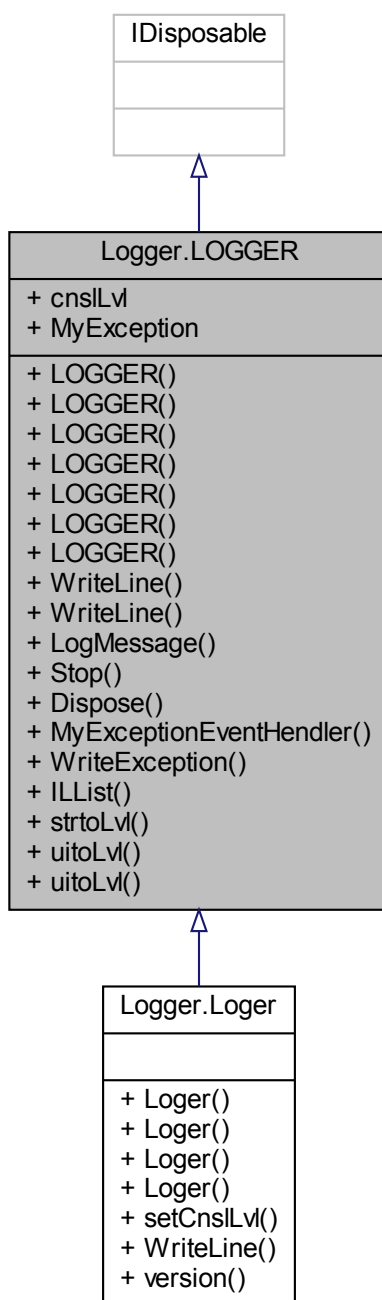 IDisposable
Logger.LOGGER
+ cnslLvl
+ MyException
+ LOGGER()
+ LOGGER()
+ LOGGER()
+ LOGGER()
+ LOGGER()
+ LOGGER()
+ LOGGER()
+ WriteLine()
+ WriteLine()
+ LogMessage()
+ Stop()
+ Dispose()
+ MyExceptionEventHendler()
+ WriteException()
+ ILList()
+ strtoLvl()
+ uitoLvl()
+ uitoLvl()
Logger.Loger
+ Loger()
+ Loger()
+ Loger()
+ Loger()
+ setCnslLvl()
+ WriteLine()
+ version()